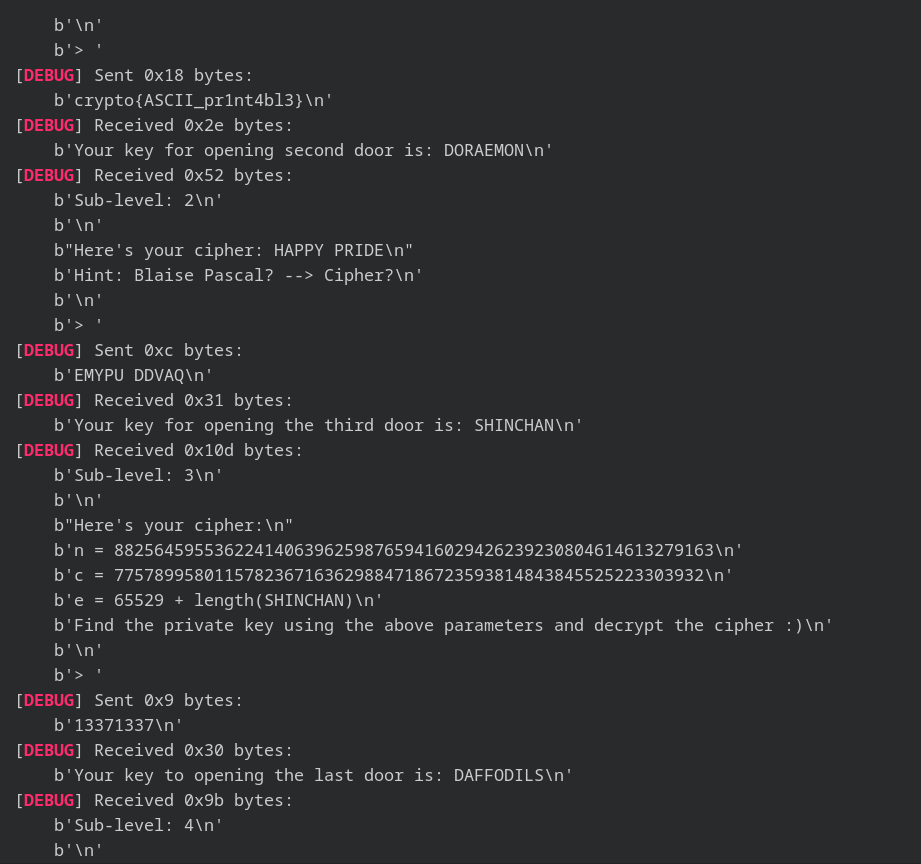 b'\n'
b'> '
[DEBUG] Sent 0x18 bytes:
b'crypto{ASCII_pr1nt4bl3}\n'
[DEBUG] Received 0x2e bytes:
b'Your key for opening second door is: DORAEMON\n'
[DEBUG] Received 0x52 bytes:
b'Sub-level: 2\n'
b'\n'
b"Here's your cipher: HAPPY PRIDE\n"
b'Hint: Blaise Pascal? --> Cipher?\n'
b'\n'
b'> '
[DEBUG] Sent 0xc bytes:
b'EMYPU DDVAQ\n'
[DEBUG] Received 0x31 bytes:
b'Your key for opening the third door is: SHINCHAN\n'
[DEBUG] Received 0x10d bytes:
b'Sub-level: 3\n'
b'\n'
b"Here's your cipher:\n"
b'n = 882564595536224140639625987659416029426239230804614613279163\n'
b'c = 775789958011578236716362988471867235938148438455252233​03932\n'
b'e = 65529 + length(SHINCHAN)\n'
b'Find the private key using the above parameters and decrypt the cipher :)\n'
b'\n'
b'> '
[DEBUG] Sent 0x9 bytes:
b'13371337\n'
[DEBUG] Received 0x30 bytes:
b'Your key to opening the last door is: DAFFODILS\n'
[DEBUG] Received 0x9b bytes:
b'Sub-level: 4\n'
b'\n'